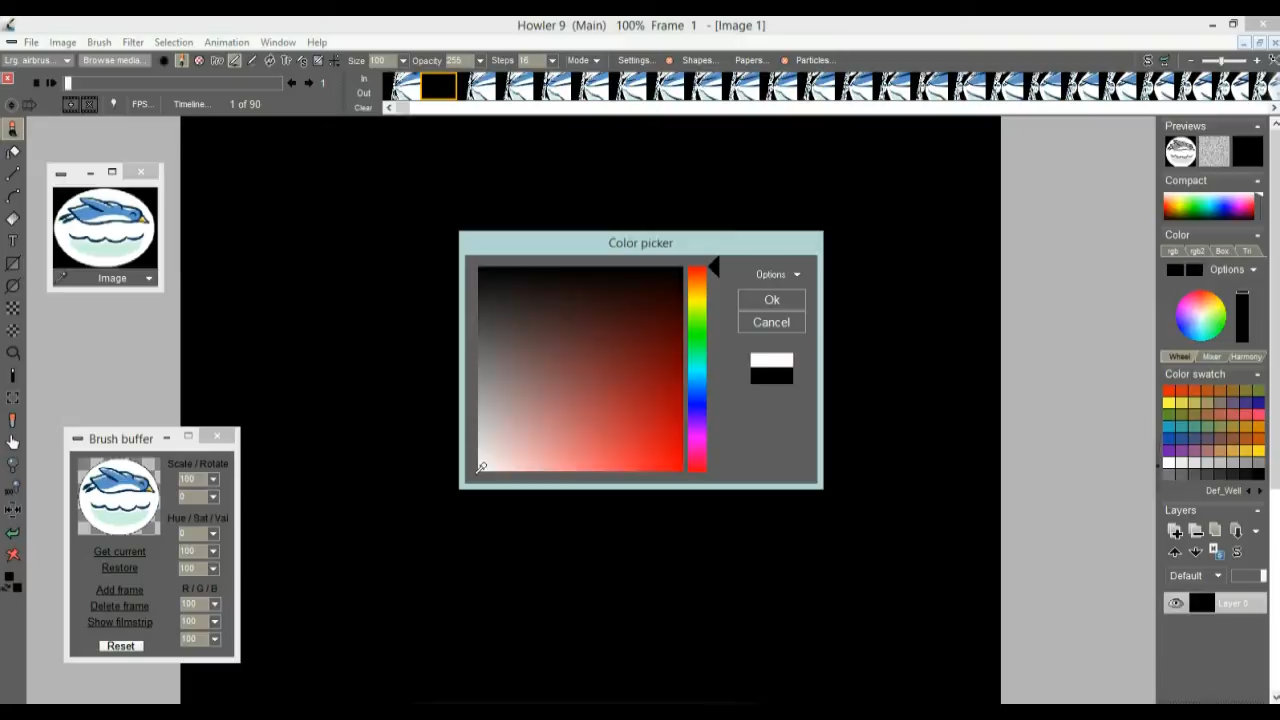 Howler 9 (Main) 100% Frame 1 - [Image 1]
File Image Brush Filter Selection Animation Window Help
Lrg. airbrus... Browse media... Size 100 Opacity 255 Steps 16 Mode Settings... Shapes... Papers... Particles...
1 In
Out
FPS... Timeline... 1 of 90 Clear
Previews
Compact
Color
rgb rgb2 Box Tri
Options
Wheel Mixer Harmony
Color swatch
Def_Well
Layers
Default
Layer 0
Image
Color picker
Options
Ok
Cancel
Brush buffer
Scale / Rotate
100
0
Hue / Sat / Val
0
Get current 100
Restore 100
Add frame R / G / B
Delete frame 100
Show filmstrip 100
Reset 100